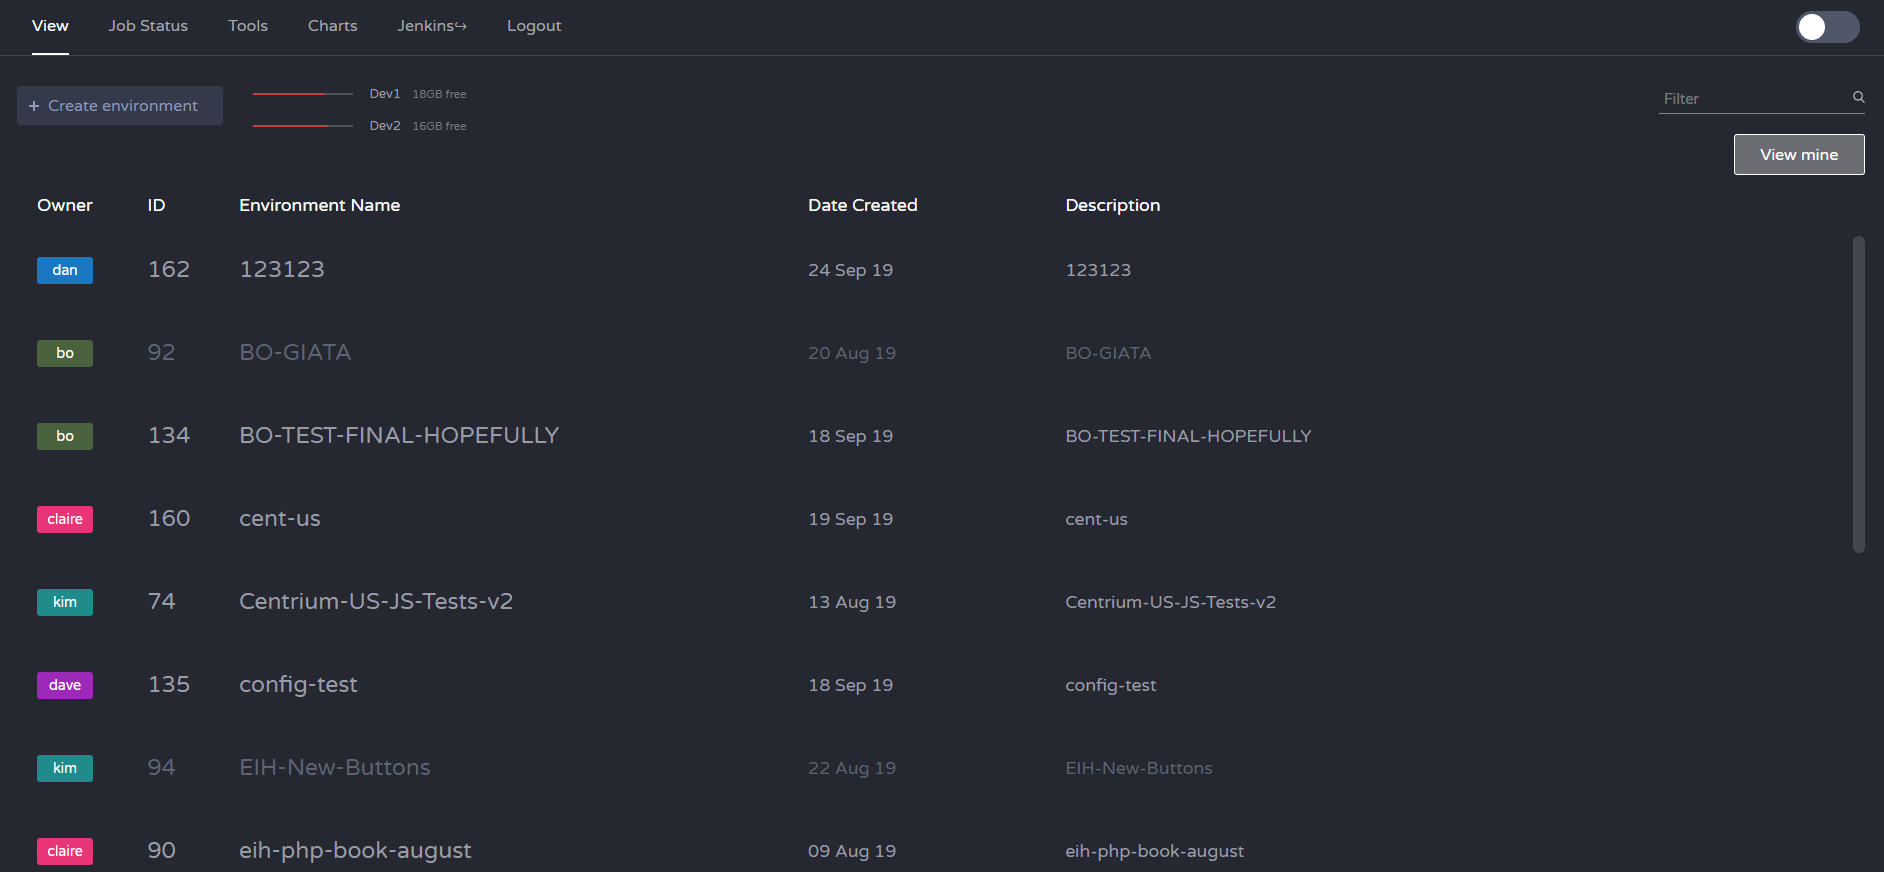 View Job Status Tools Charts Jenkins↪ Logout
+ Create environment
Dev1 18GB free
Dev2 16GB free
Filter
View mine
Owner ID Environment Name Date Created Description
dan 162 123123 24 Sep 19 123123
bo 92 BO-GIATA 20 Aug 19 BO-GIATA
bo 134 BO-TEST-FINAL-HOPEFULLY 18 Sep 19 BO-TEST-FINAL-HOPEFULLY
claire 160 cent-us 19 Sep 19 cent-us
kim 74 Centrium-US-JS-Tests-v2 13 Aug 19 Centrium-US-JS-Tests-v2
dave 135 config-test 18 Sep 19 config-test
kim 94 EIH-New-Buttons 22 Aug 19 EIH-New-Buttons
claire 90 eih-php-book-august 09 Aug 19 eih-php-book-august